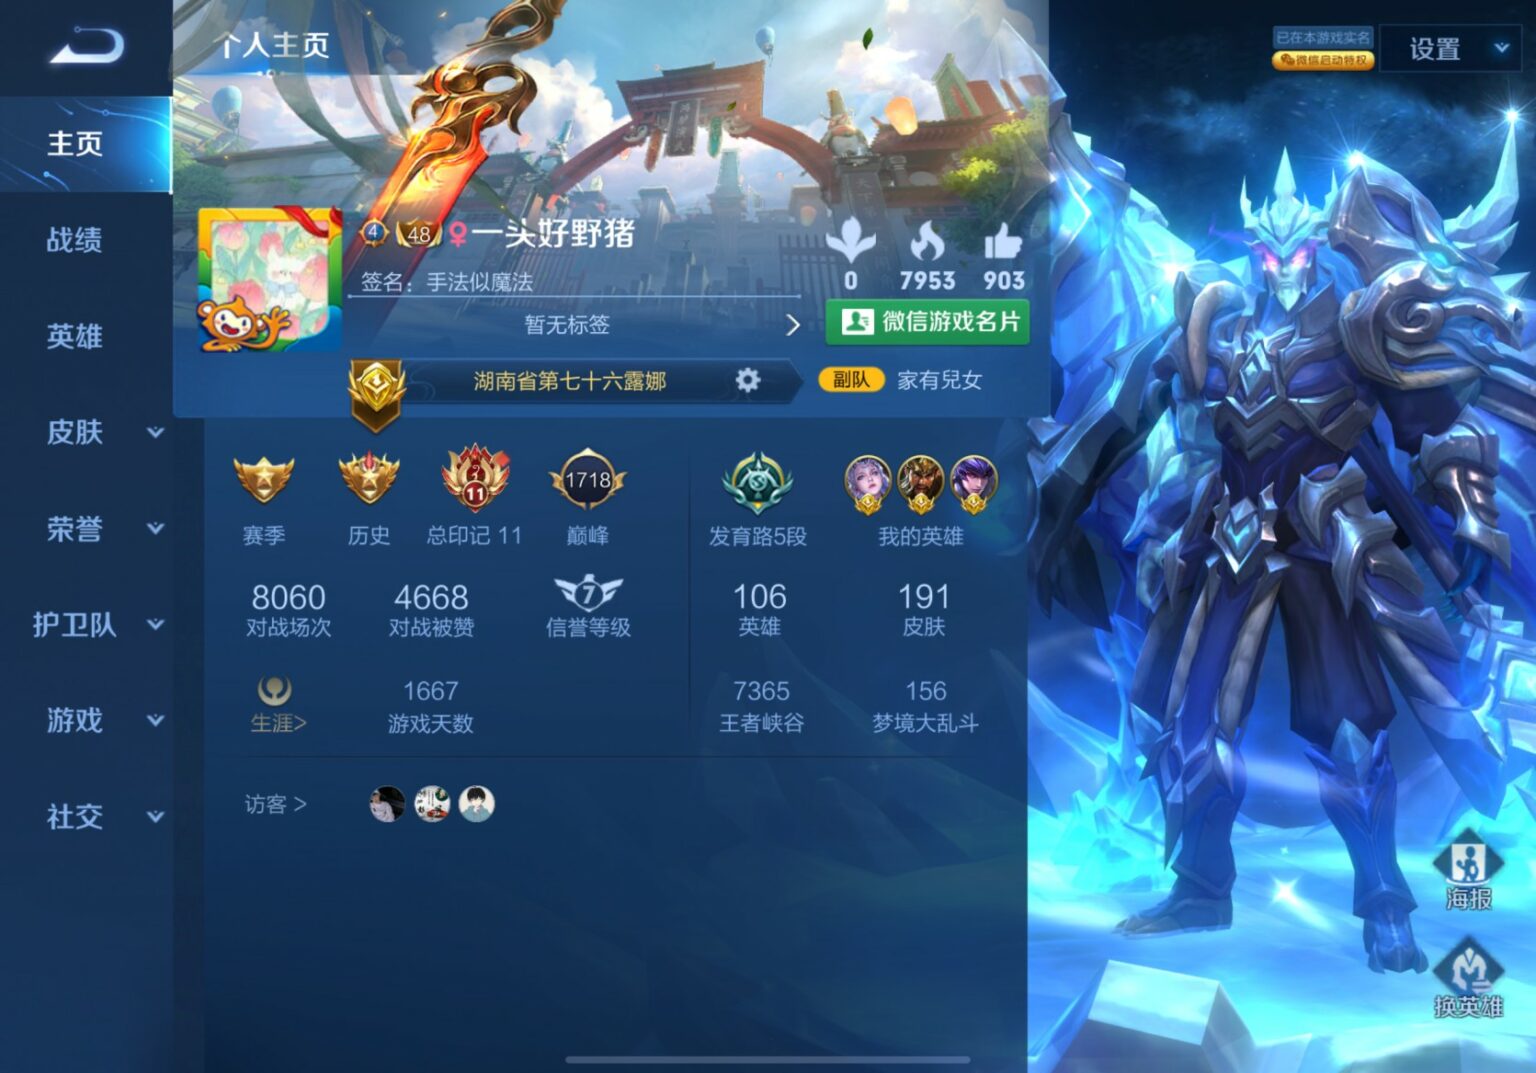 个人主页
已在本游戏实名
微信启动特权
设置
主页
战绩
英雄
皮肤
荣誉
护卫队
游戏
社交
4
48
一头好野猪
签名：手法似魔法
暂无标签
0
7953
903
微信游戏名片
湖南省第七十六露娜
副队
家有兒女
2
11
1718
赛季
历史
总印记 11
巅峰
发育路5段
我的英雄
8060
4668
7
106
191
对战场次
对战被赞
信誉等级
英雄
皮肤
1667
7365
156
生涯>
游戏天数
王者峡谷
梦境大乱斗
访客 >
海报
换英雄